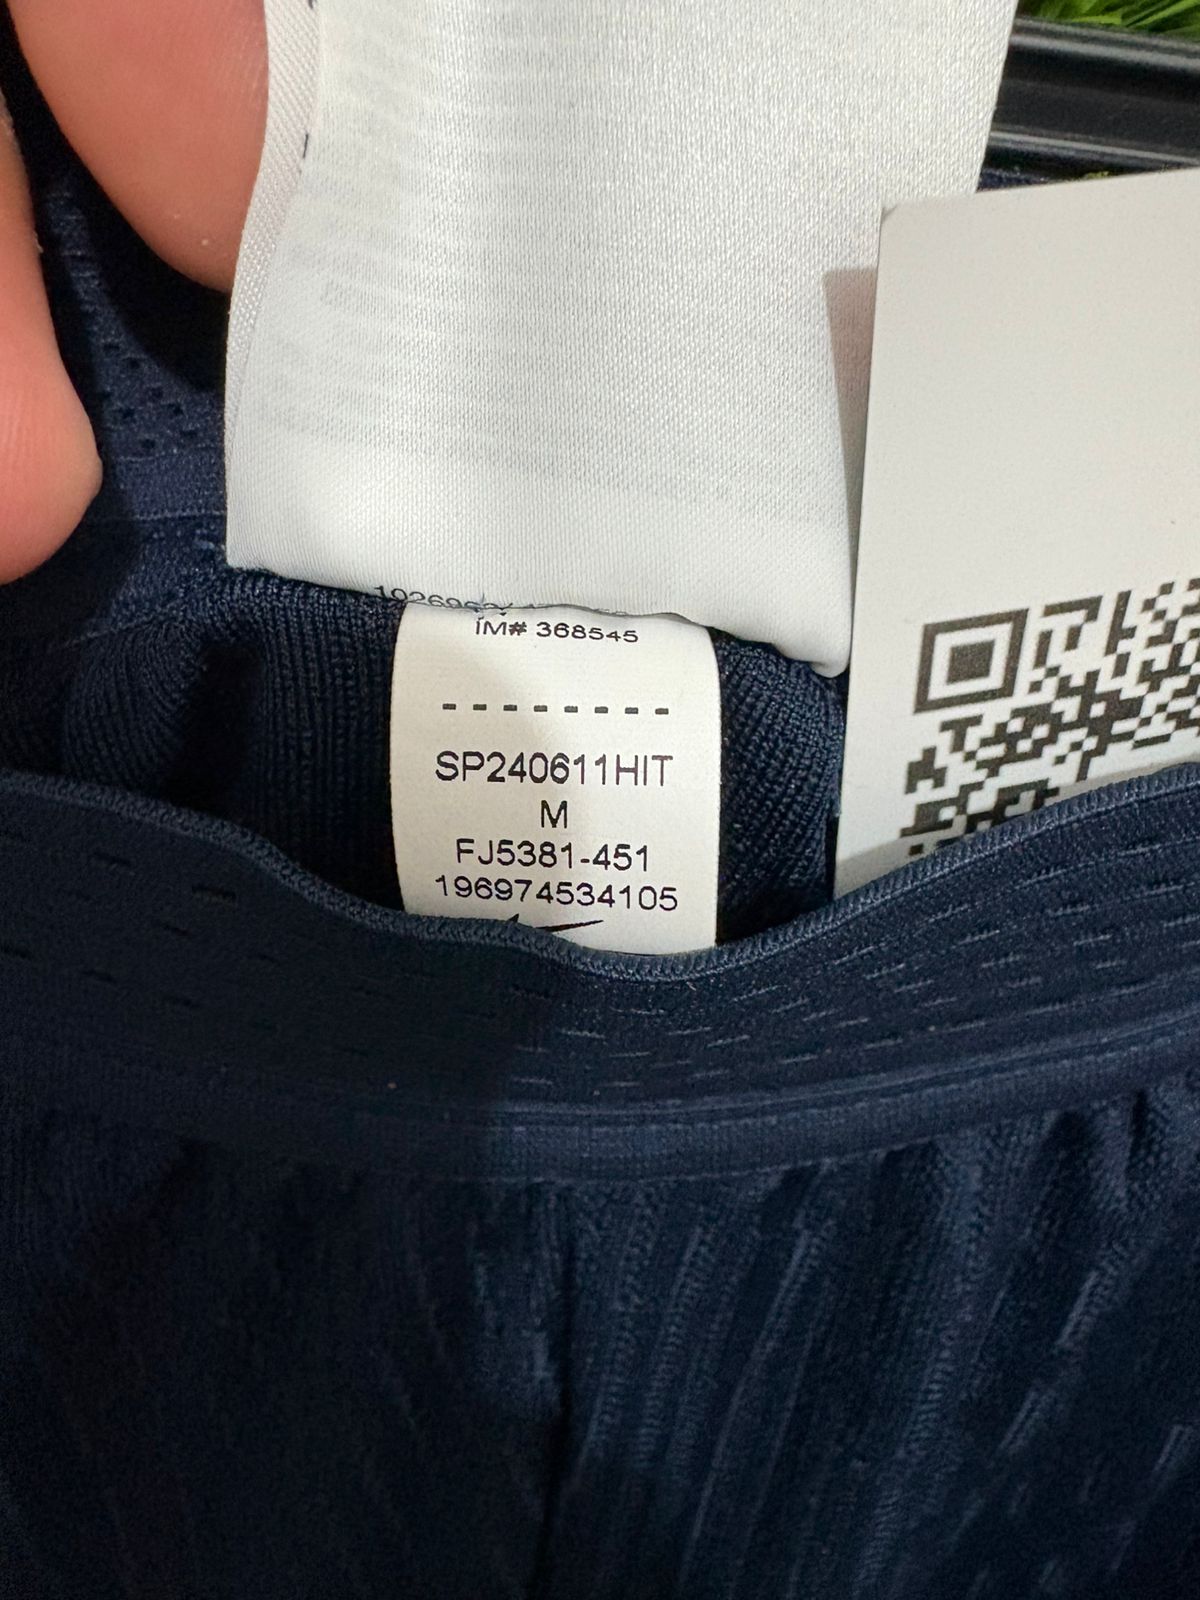 IM# 368545
--------
SP240611HIT
M
FJ5381-451
196974534105